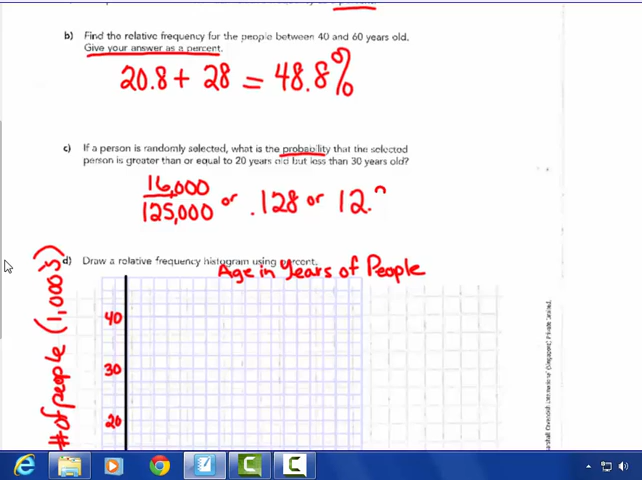 b) Find the relative frequency for the people between 40 and 60 years old.
Give your answer as a percent.
20.8 + 28 = 48.8%
c) If a person is randomly selected, what is the probability that the selected
person is greater than or equal to 20 years old but less than 30 years old?
16,000
125,000 or .128 or 12.
d) Draw a relative frequency histogram using percent.
Age in Years of People
# of people (1,000's)
40
30
20